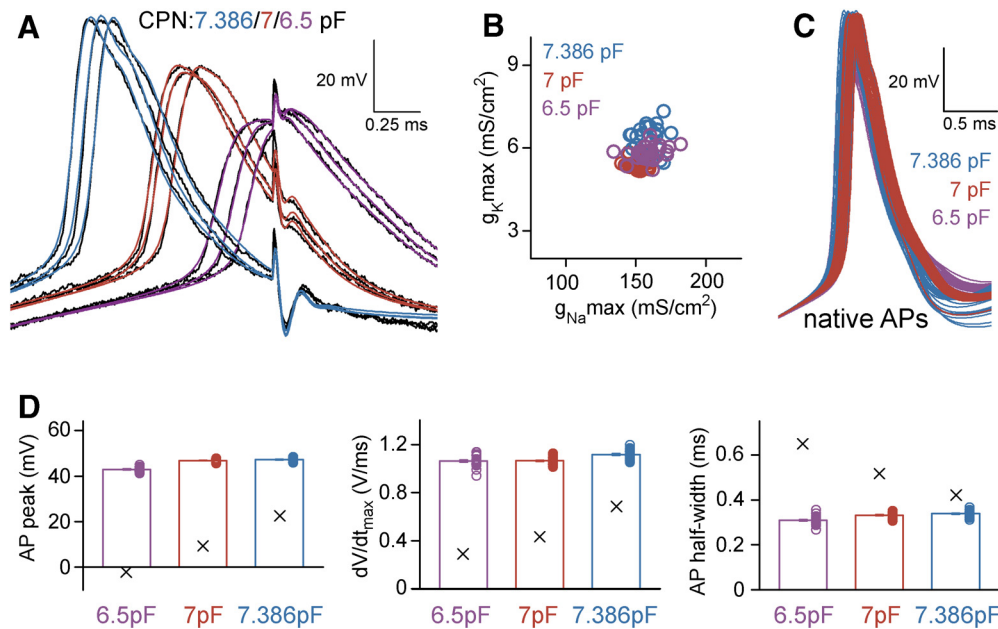 A
CPN:7.386/7/6.5 pF
20 mV
0.25 ms
B
7.386 pF
7 pF
6.5 pF
9
6
3
gKmax (mS/cm²)
100
150
200
gNamax (mS/cm²)
C
20 mV
0.5 ms
7.386 pF
7 pF
6.5 pF
native APs
D
60
40
20
0
AP peak (mV)
6.5pF
7pF
7.386pF
1.2
0.8
0.4
0
dV/dtmax (V/ms)
6.5pF
7pF
7.386pF
0.6
0.4
0.2
0
AP half-width (ms)
6.5pF
7pF
7.386pF